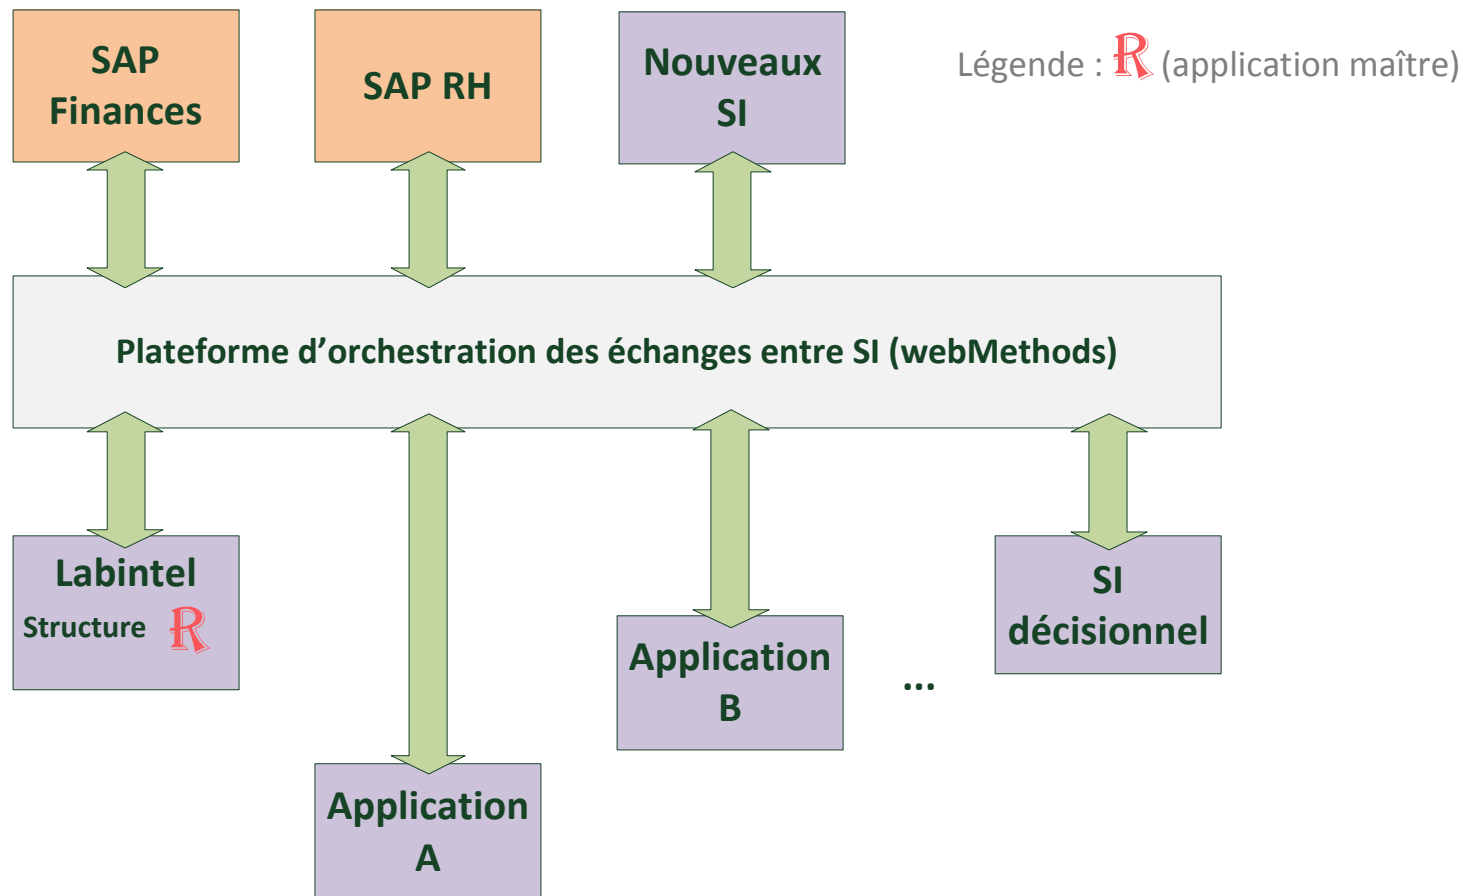 SAP
Finances
SAP RH
Nouveaux
SI
Légende : R (application maître)
Plateforme d’orchestration des échanges entre SI (webMethods)
Labintel
Structure R
SI
décisionnel
Application
B
...
Application
A